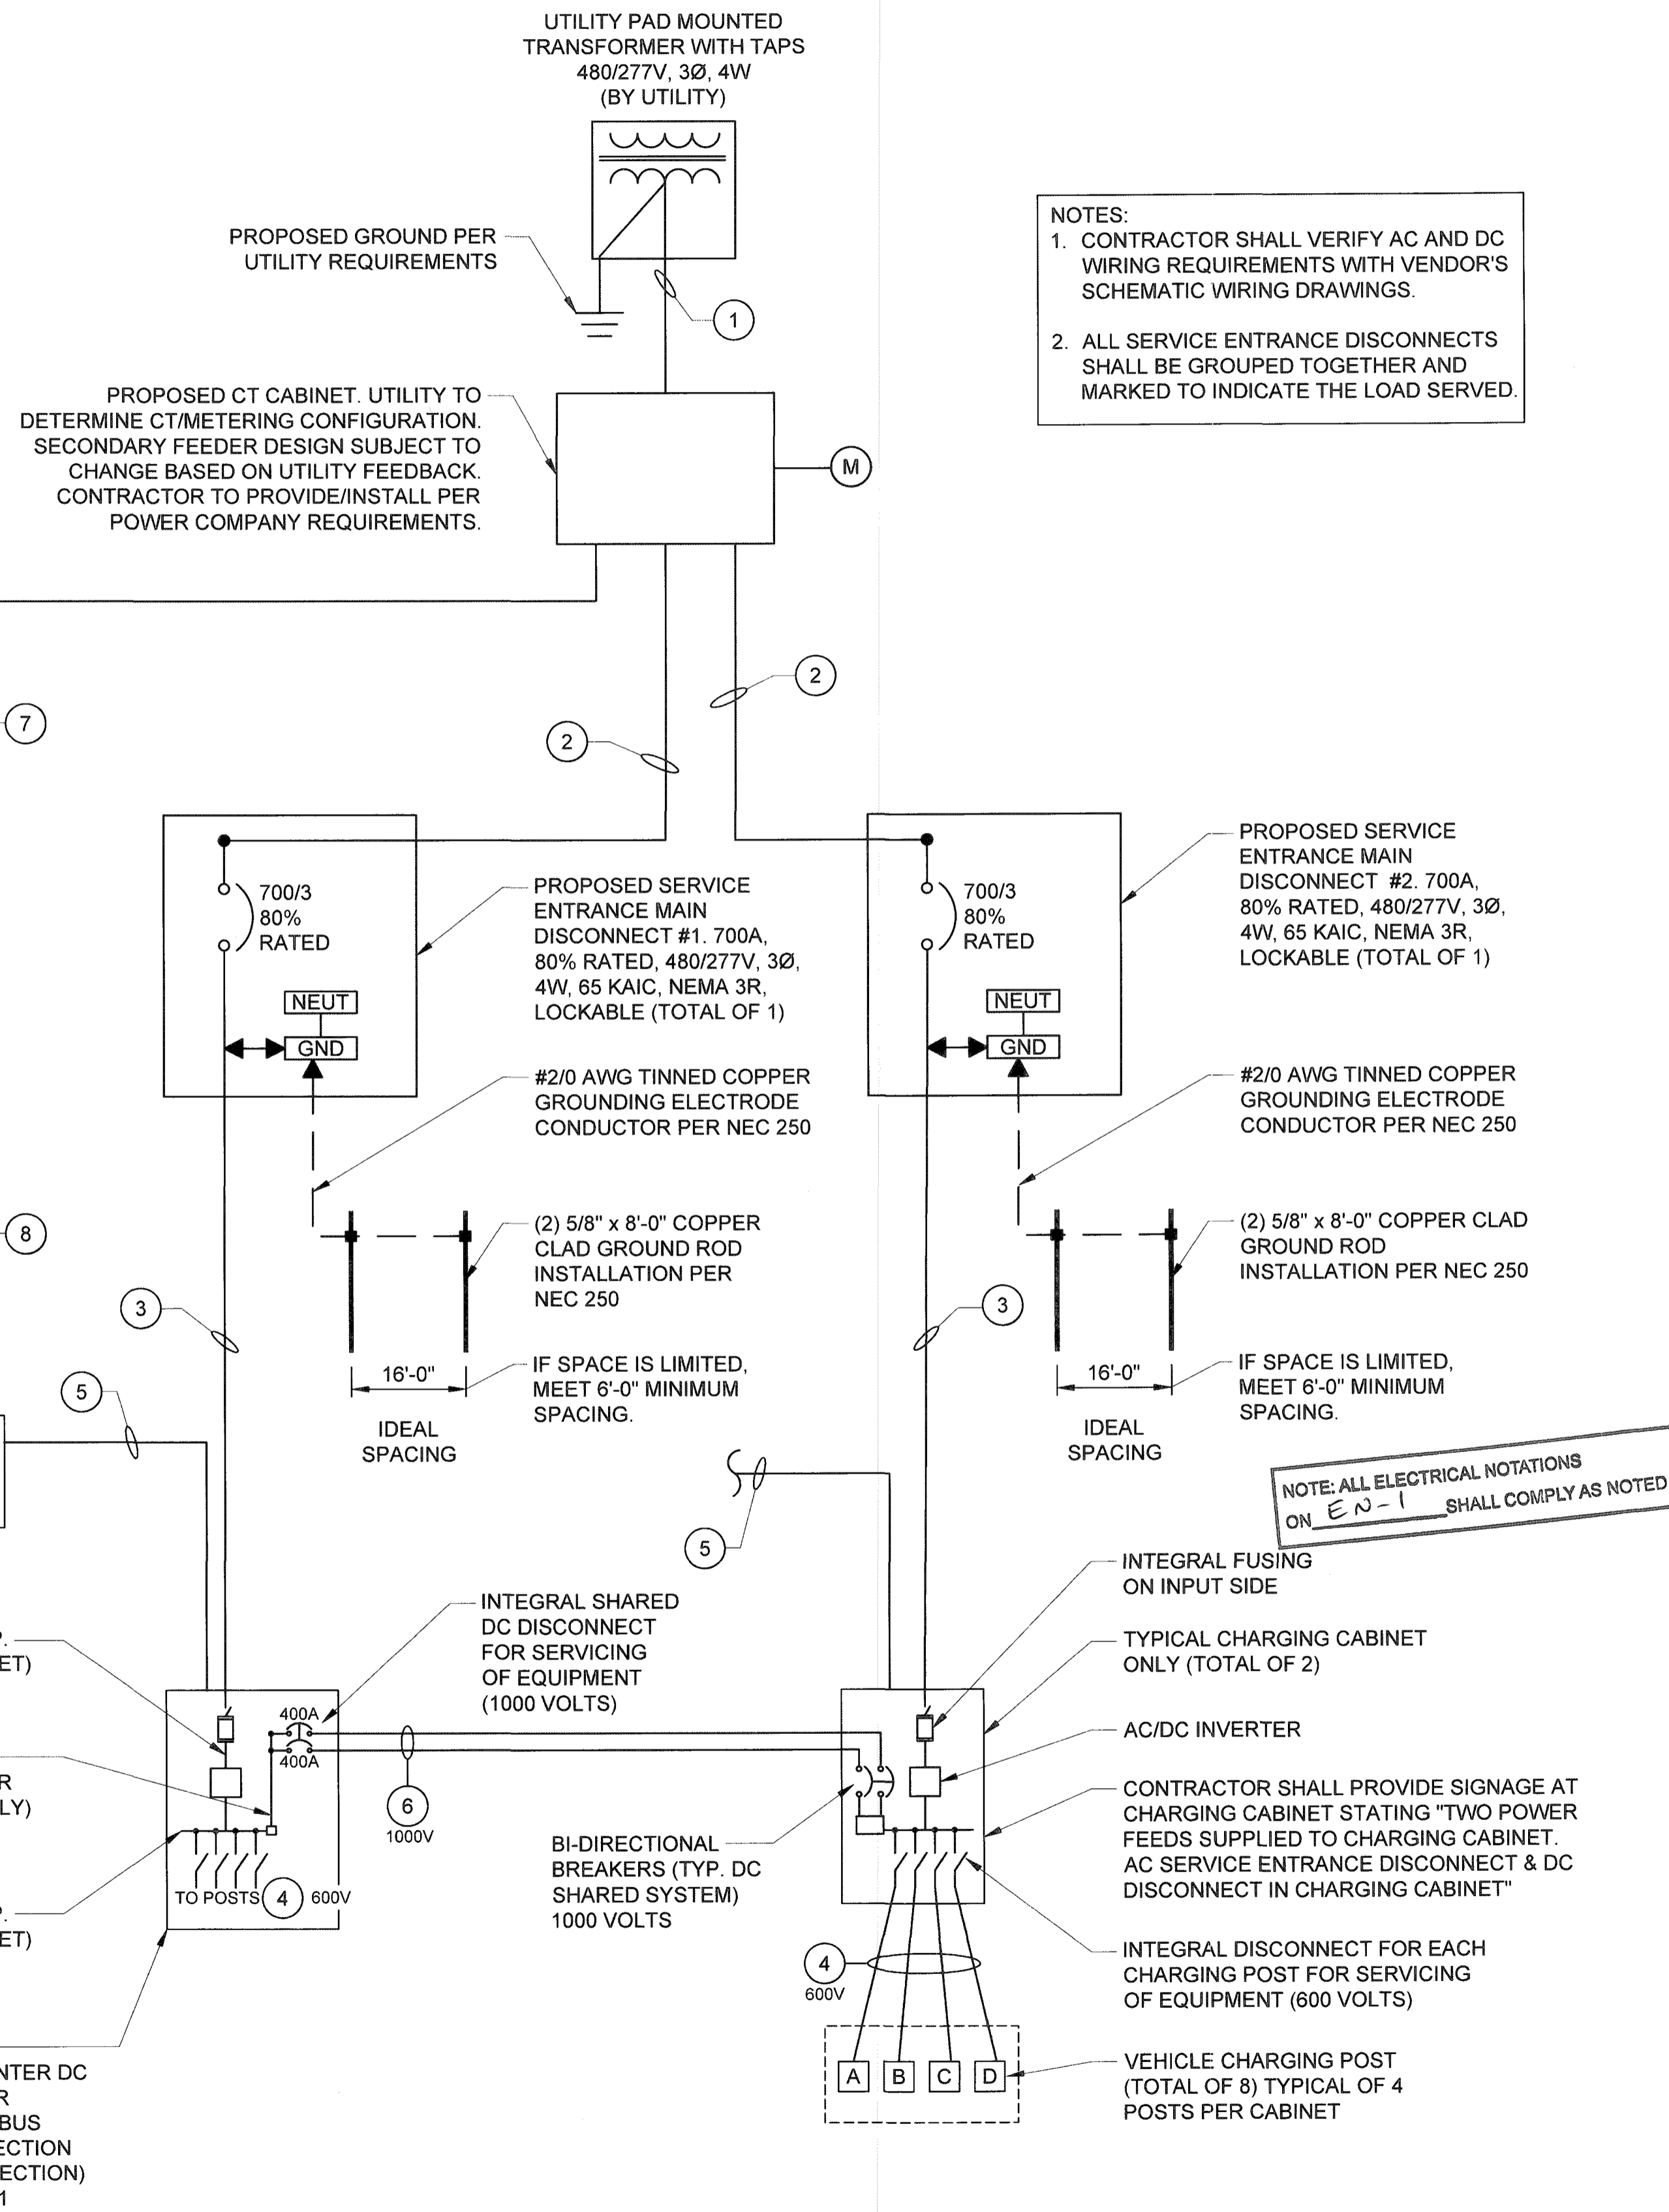 UTILITY PAD MOUNTED
TRANSFORMER WITH TAPS
480/277V, 3Ø, 4W
(BY UTILITY)
PROPOSED GROUND PER
UTILITY REQUIREMENTS
1
NOTES:
1. CONTRACTOR SHALL VERIFY AC AND DC
WIRING REQUIREMENTS WITH VENDOR'S
SCHEMATIC WIRING DRAWINGS.
2. ALL SERVICE ENTRANCE DISCONNECTS
SHALL BE GROUPED TOGETHER AND
MARKED TO INDICATE THE LOAD SERVED.
PROPOSED CT CABINET. UTILITY TO
DETERMINE CT/METERING CONFIGURATION.
SECONDARY FEEDER DESIGN SUBJECT TO
CHANGE BASED ON UTILITY FEEDBACK.
CONTRACTOR TO PROVIDE/INSTALL PER
POWER COMPANY REQUIREMENTS.
M
2
2
7
700/3
80%
RATED
NEUT
GND
PROPOSED SERVICE
ENTRANCE MAIN
DISCONNECT #1. 700A,
80% RATED, 480/277V, 3Ø,
4W, 65 KAIC, NEMA 3R,
LOCKABLE (TOTAL OF 1)
#2/0 AWG TINNED COPPER
GROUNDING ELECTRODE
CONDUCTOR PER NEC 250
700/3
80%
RATED
NEUT
GND
PROPOSED SERVICE
ENTRANCE MAIN
DISCONNECT #2. 700A,
80% RATED, 480/277V, 3Ø,
4W, 65 KAIC, NEMA 3R,
LOCKABLE (TOTAL OF 1)
#2/0 AWG TINNED COPPER
GROUNDING ELECTRODE
CONDUCTOR PER NEC 250
8
(2) 5/8" x 8'-0" COPPER
CLAD GROUND ROD
INSTALLATION PER
NEC 250
(2) 5/8" x 8'-0" COPPER CLAD
GROUND ROD
INSTALLATION PER NEC 250
3
3
16'-0"
IDEAL
SPACING
IF SPACE IS LIMITED,
MEET 6'-0" MINIMUM
SPACING.
16'-0"
IDEAL
SPACING
IF SPACE IS LIMITED,
MEET 6'-0" MINIMUM
SPACING.
5
5
NOTE: ALL ELECTRICAL NOTATIONS
ON EN-1 SHALL COMPLY AS NOTED
INTEGRAL SHARED
DC DISCONNECT
FOR SERVICING
OF EQUIPMENT
(1000 VOLTS)
INTEGRAL FUSING
ON INPUT SIDE
TYPICAL CHARGING CABINET
ONLY (TOTAL OF 2)
AC/DC INVERTER
CONTRACTOR SHALL PROVIDE SIGNAGE AT
CHARGING CABINET STATING "TWO POWER
FEEDS SUPPLIED TO CHARGING CABINET.
AC SERVICE ENTRANCE DISCONNECT & DC
DISCONNECT IN CHARGING CABINET"
INTEGRAL DISCONNECT FOR EACH
CHARGING POST FOR SERVICING
OF EQUIPMENT (600 VOLTS)
VEHICLE CHARGING POST
(TOTAL OF 8) TYPICAL OF 4
POSTS PER CABINET
P.
ET)
R
LY)
P.
ET)
400A
400A
TO POSTS 4 600V
6
1000V
BI-DIRECTIONAL
BREAKERS (TYP. DC
SHARED SYSTEM)
1000 VOLTS
4
600V
A B C D
NTER DC
R
BUS
ECTION
ECTION)
1